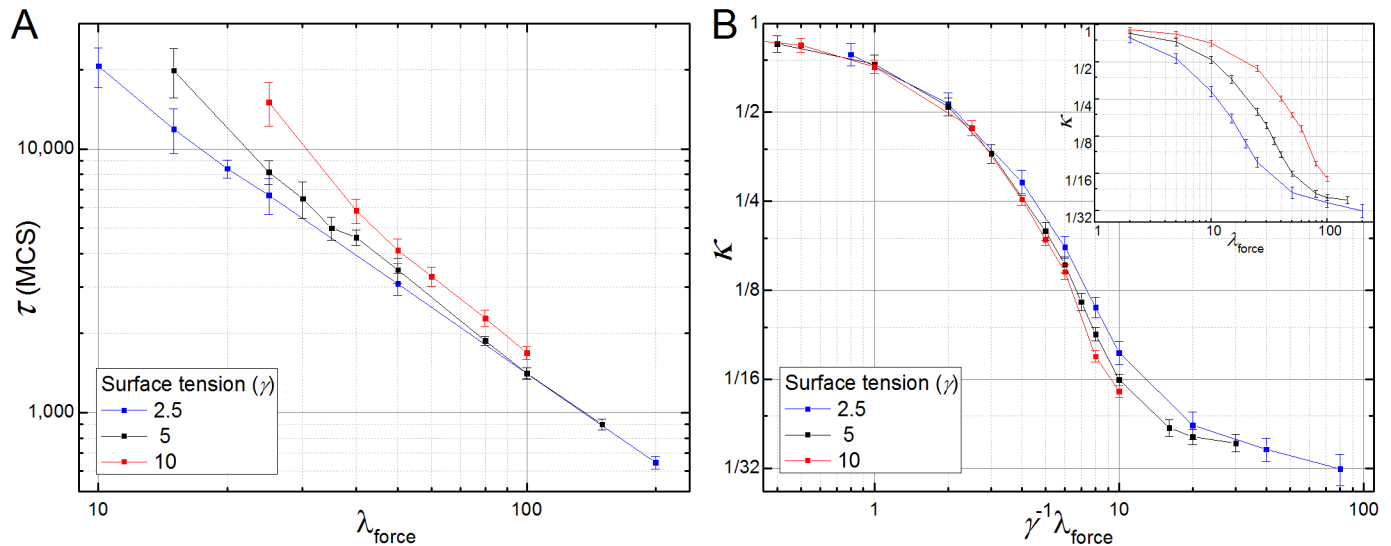 A
τ (MCS)
10,000
1,000
Surface tension (γ)
2.5
5
10
10
100
λforce
B
κ
1/2
1/4
1/8
1/16
1/32
Surface tension (γ)
2.5
5
10
1
10
100
γ-1λforce
κ
1
1/2
1/4
1/8
1/16
1/32
1
10
100
λforce